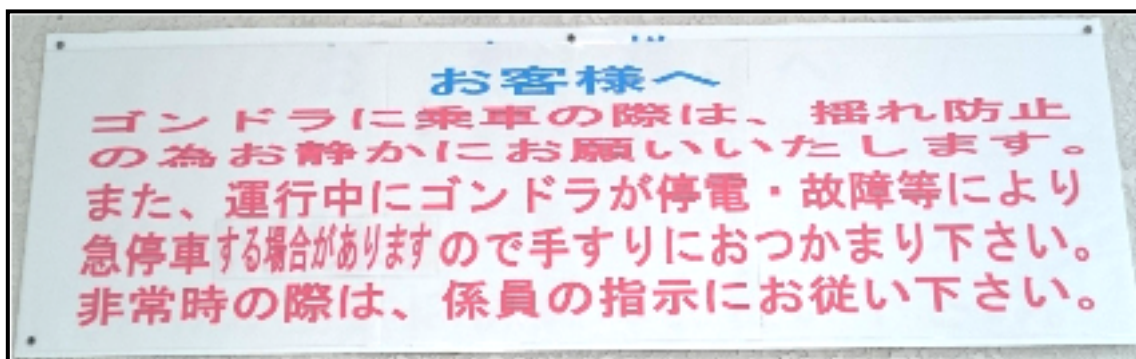 お客様へ
ゴンドラに乗車の際は、揺れ防止
の為お静かにお願いいたします。
また、運行中にゴンドラが停電・故障等により
急停車する場合がありますので手すりにおつかまり下さい。
非常時の際は、係員の指示にお従い下さい。